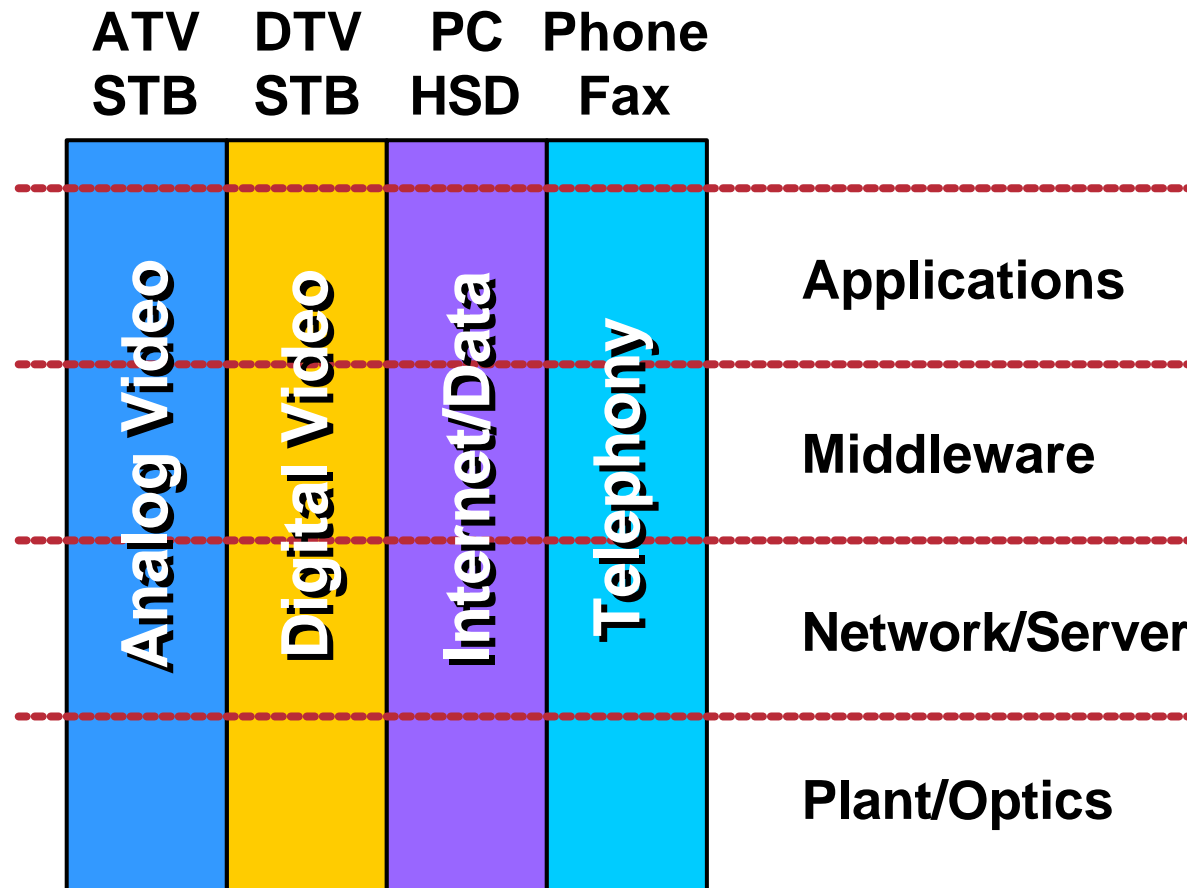 ATV DTV PC Phone
STB STB HSD Fax
Analog Video
Digital Video
Internet/Data
Telephony
Applications
Middleware
Network/Server
Plant/Optics